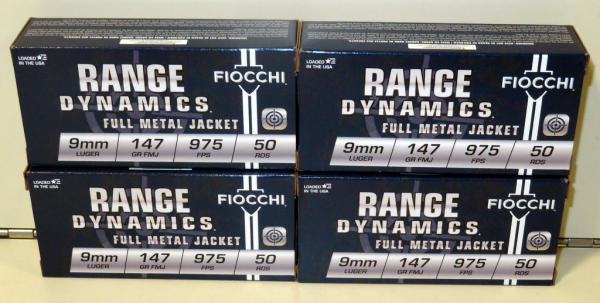 LOADED
IN THE USA
RANGE
FIOCCHI
DYNAMICS
FULL METAL JACKET
9mm 147 975 50
LUGER GR FMJ FPS RDS
LOADED
IN THE USA
RANGE
FIOCCHI
DYNAMICS
FULL METAL JACKET
9mm 147 975 50
LUGER GR FMJ FPS RDS
LOADED
IN THE USA
RANGE
FIOCCHI
DYNAMICS
FULL METAL JACKET
9mm 147 975 50
LUGER GR FMJ FPS RDS
LOADED
IN THE USA
RANGE
FIOCCHI
DYNAMICS
FULL METAL JACKET
9mm 147 975 50
LUGER GR FMJ FPS RDS